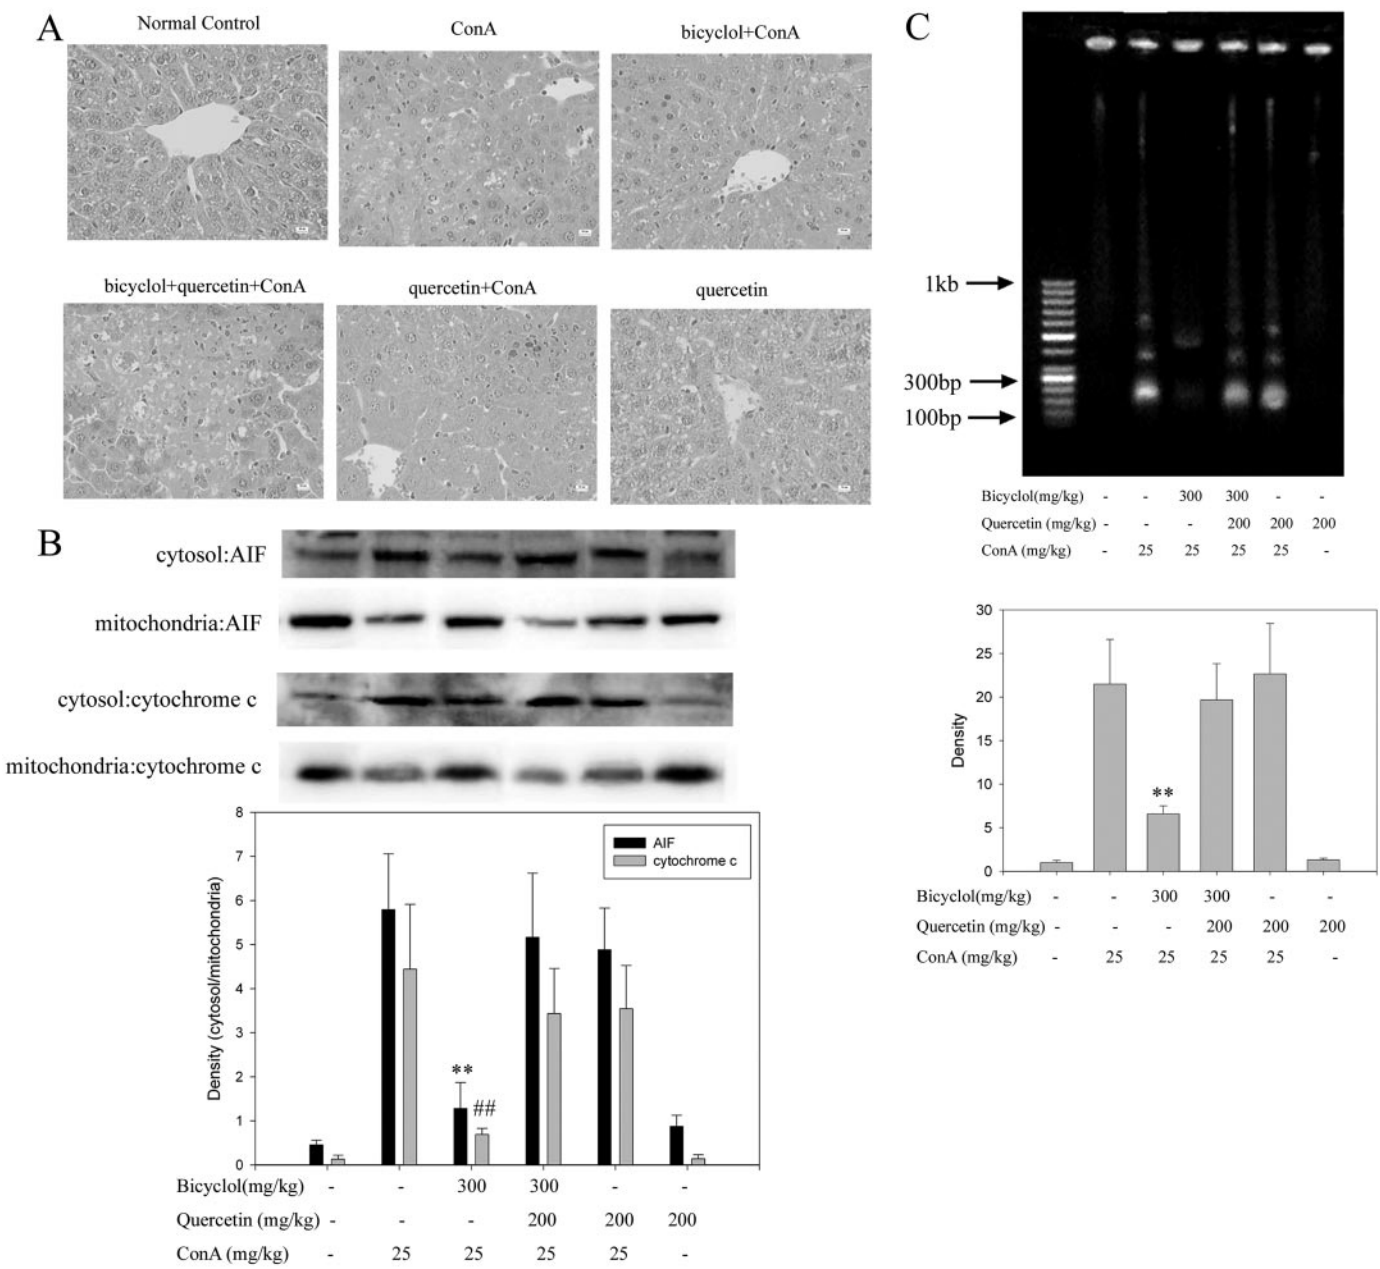 A
Normal Control
ConA
bicyclol+ConA
bicyclol+quercetin+ConA
quercetin+ConA
quercetin
B
cytosol:AIF
mitochondria:AIF
cytosol:cytochrome c
mitochondria:cytochrome c
8
7
6
5
4
3
2
1
0
Density (cytosol/mitochondria)
AIF
cytochrome c
**
##
Bicyclol(mg/kg) - - 300 300 - -
Quercetin (mg/kg) - - - 200 200 200
ConA (mg/kg) - 25 25 25 25 -
C
1kb
300bp
100bp
Bicyclol(mg/kg) - - 300 300 - -
Quercetin (mg/kg) - - - 200 200 200
ConA (mg/kg) - 25 25 25 25 -
30
25
20
15
10
5
0
Density
**
Bicyclol(mg/kg) - - 300 300 - -
Quercetin (mg/kg) - - - 200 200 200
ConA (mg/kg) - 25 25 25 25 -